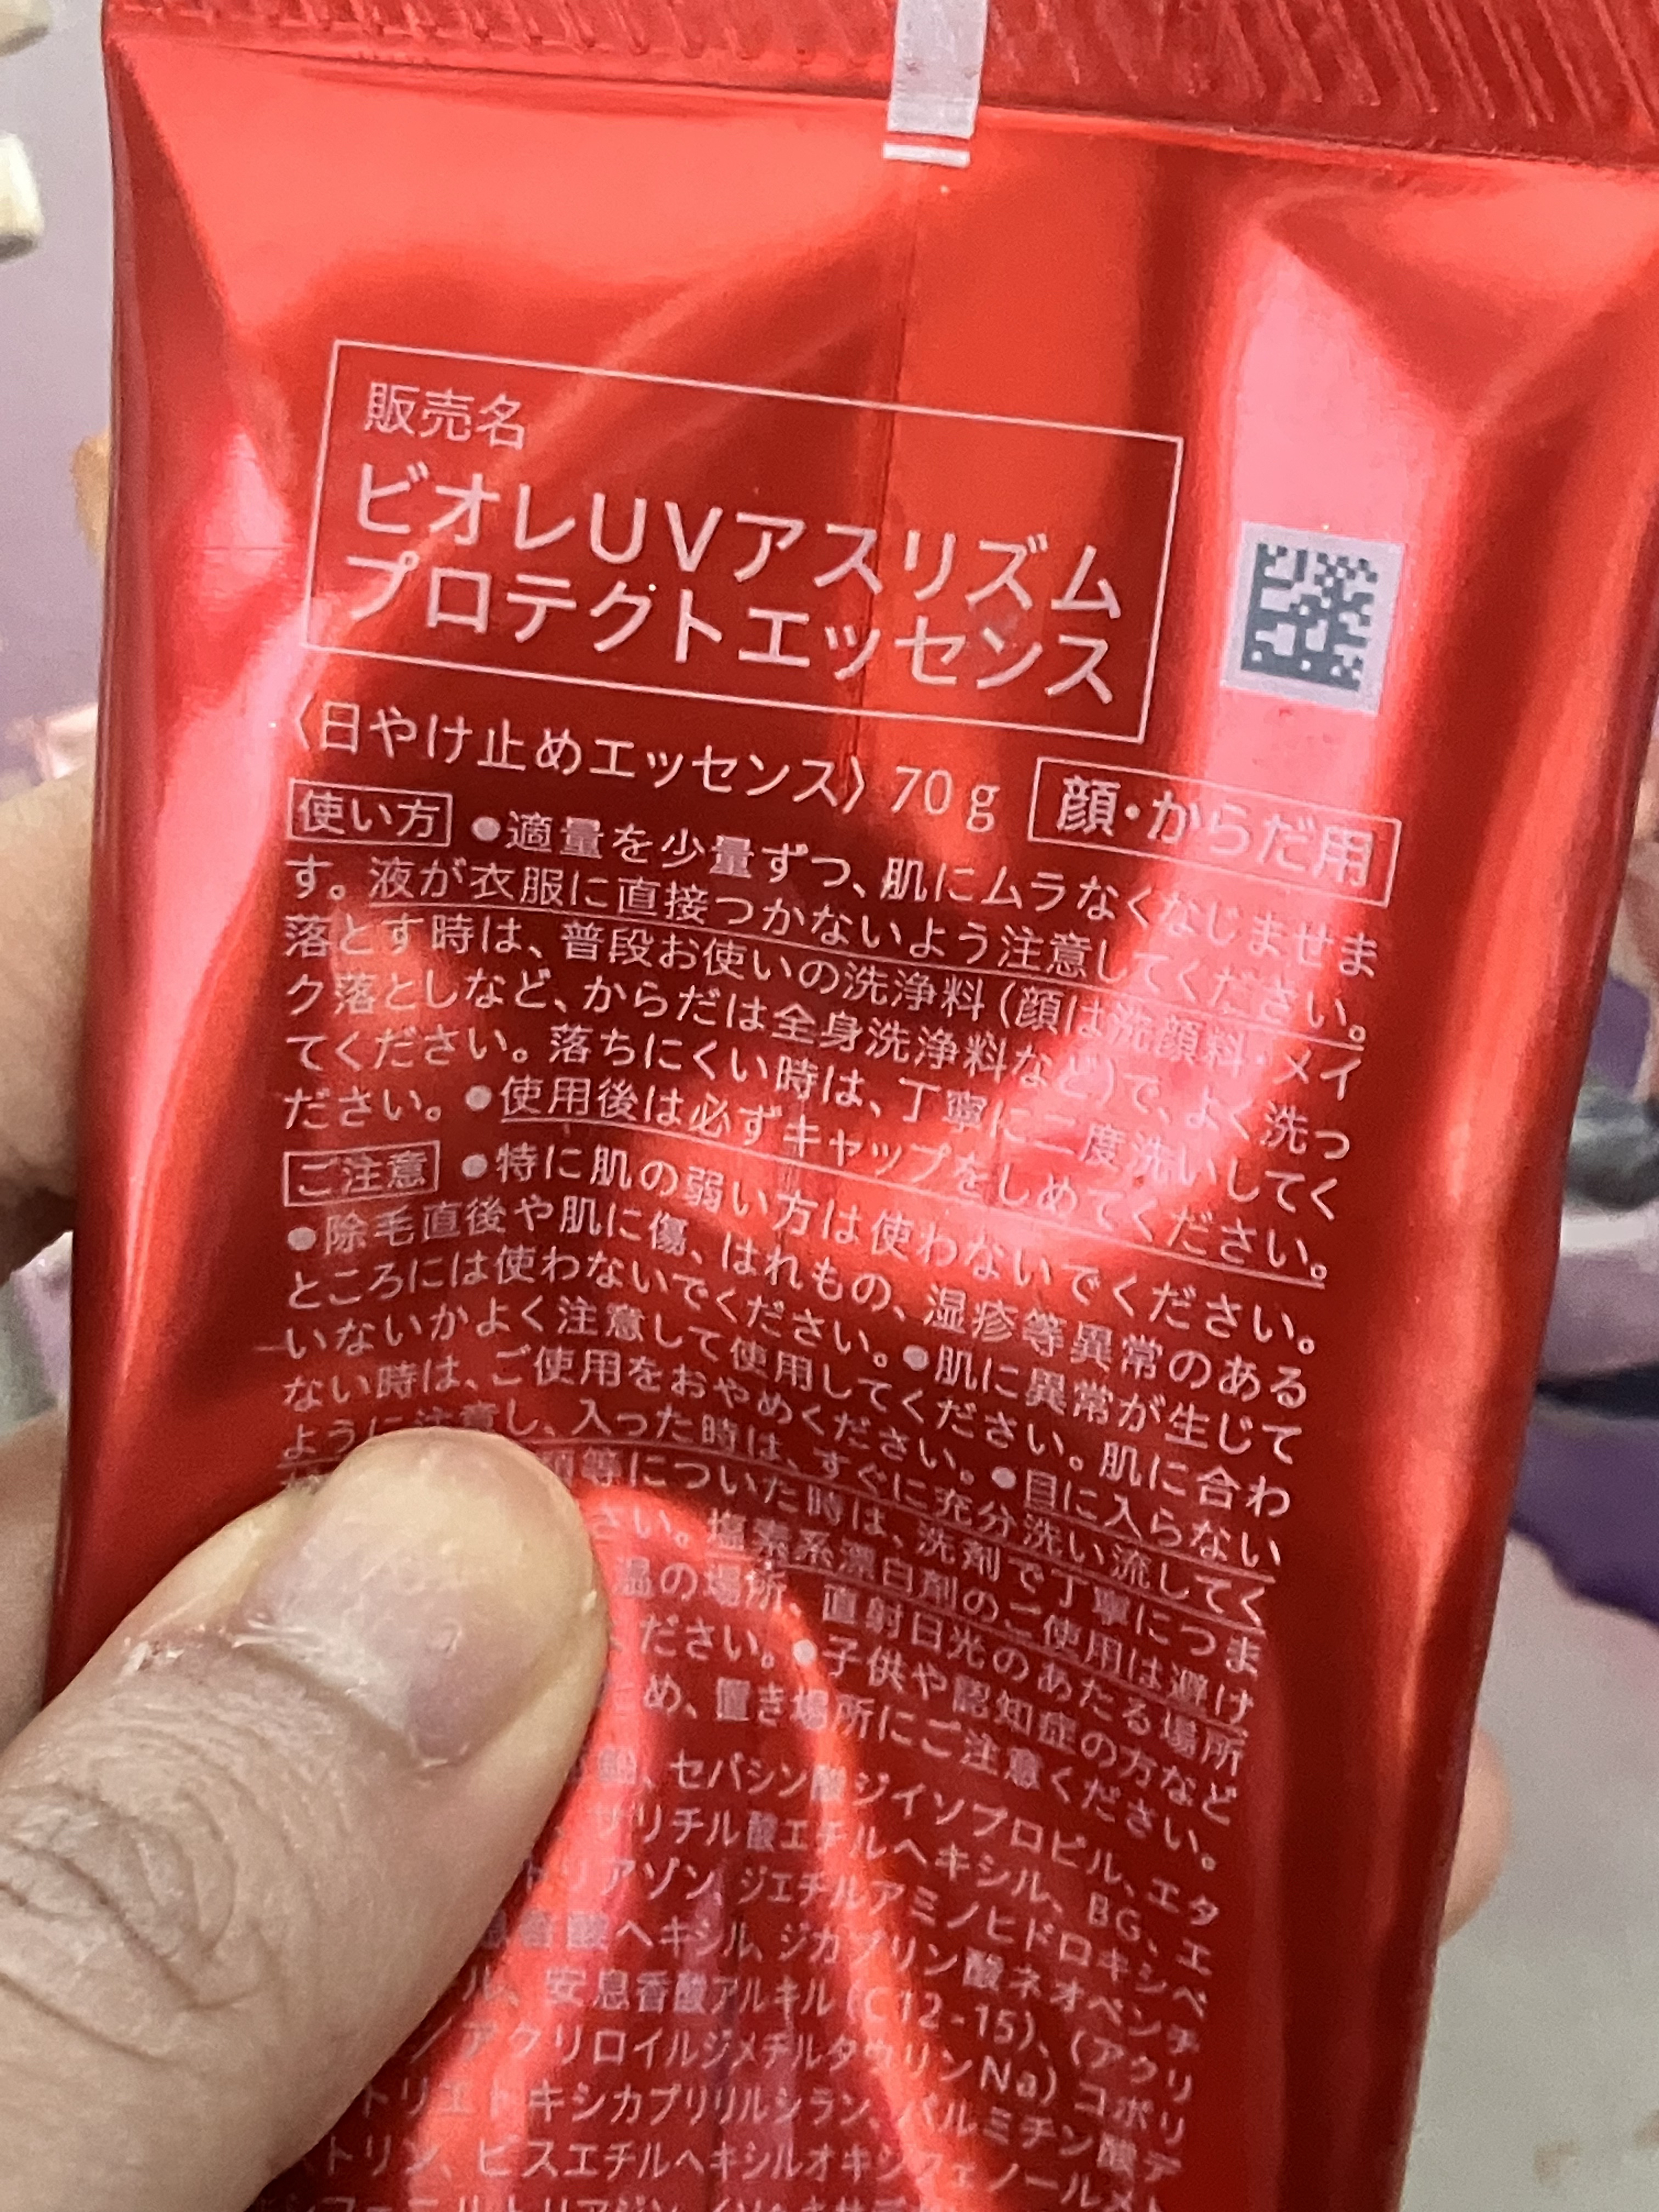 販売名
ビオレUVアスリズム
プロテクトエッセンス
〈日やけ止めエッセンス〉70g 顔・からだ用
使い方 ●適量を少量ずつ、肌にムラなくなじませま
す。液が衣服に直接つかないよう注意してください。
落とす時は、普段お使いの洗浄料(顔は洗顔料・メイ
ク落としなど、からだは全身洗浄料など)で、よく洗っ
てください。落ちにくい時は、丁寧に二度洗いしてく
ださい。●使用後は必ずキャップをしめてください。
ご注意 ●特に肌の弱い方は使わないでください。
●除毛直後や肌に傷、はれもの、湿疹等異常のある
ところには使わないでください。●肌に異常が生じて
いないかよく注意して使用してください。肌に合わ
ない時は、ご使用をおやめください。●目に入らない
ように注意し、入った時は、すぐに充分洗い流してく
等についた時は、洗剤で丁寧につま
さい。塩素系漂白剤のご使用は避け
温の場所、直射日光のあたる場所
ださい。●子供や認知症の方など
め、置き場所にご注意ください。
セバシン酸ジイソプロピル、エタ
サリチル酸エチルヘキシル、BG、エ
トリアゾン、ジエチルアミノヒドロキシベ
息香酸ヘキシル、ジカプリン酸ネオペンチ
ル、安息香酸アルキル(C12-15)、(アクリ
／アクリロイルジメチルタウリンNa)コポリ
トリエトキシカプリリルシラン、パルミチン酸デ
トリン、ビスエチルヘキシルオキシフェノールメト